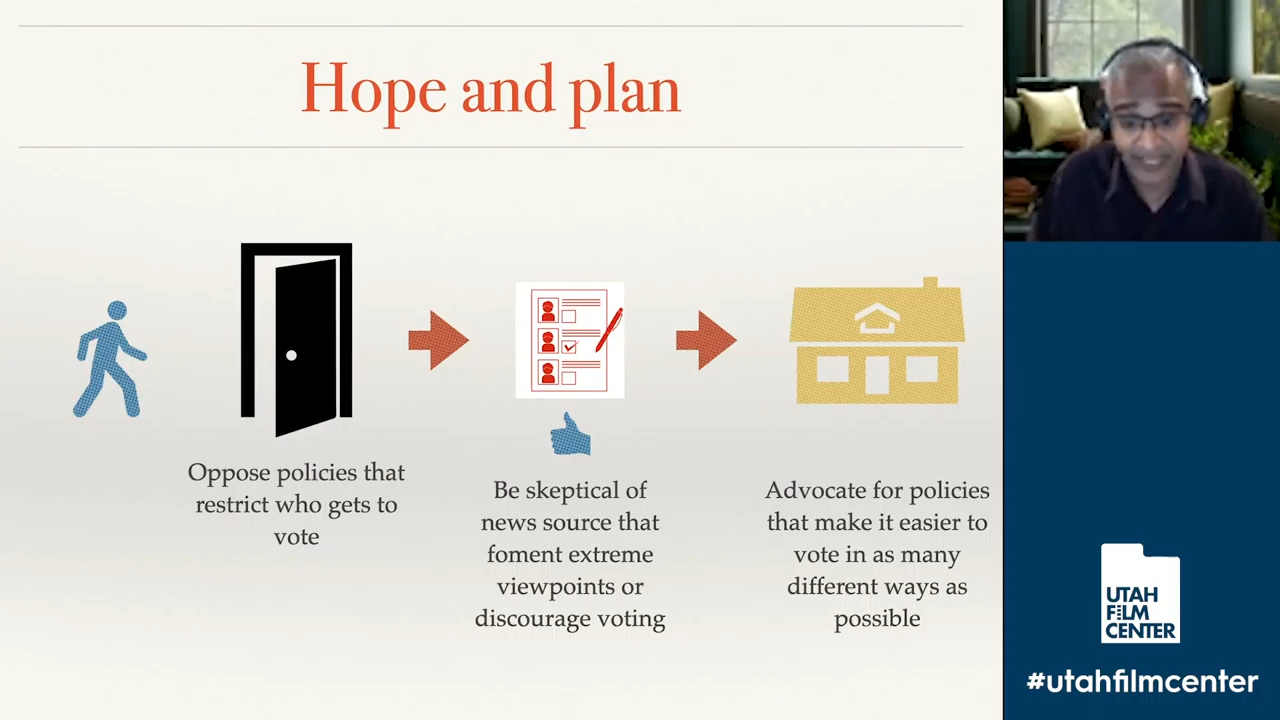 Hope and plan
Oppose policies that
restrict who gets to
vote
Be skeptical of
news source that
foment extreme
viewpoints or
discourage voting
Advocate for policies
that make it easier to
vote in as many
different ways as
possible
UTAH
FILM
CENTER
#utahfilmcenter